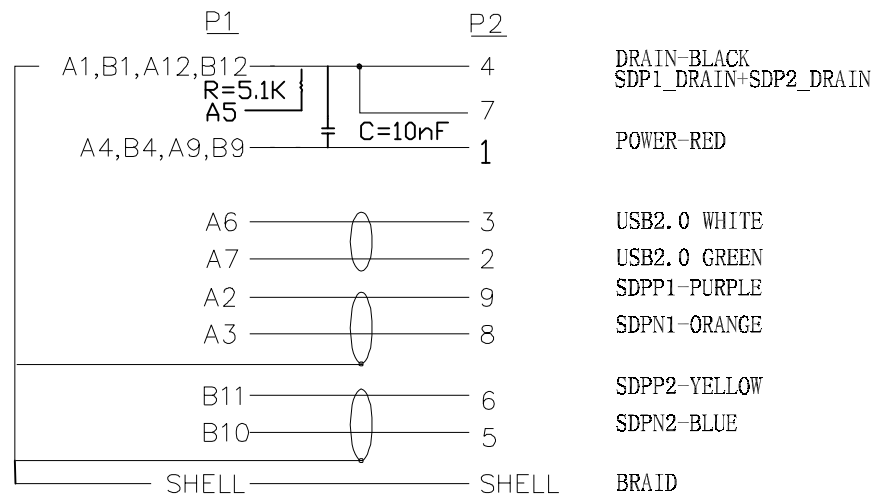 P1 P2
A1,B1,A12,B12 4 DRAIN-BLACK
SDP1_DRAIN+SDP2_DRAIN
R=5.1K
A5 7
C=10nF
A4,B4,A9,B9 1 POWER-RED
A6 3 USB2.0 WHITE
A7 2 USB2.0 GREEN
A2 9 SDPP1-PURPLE
A3 8 SDPN1-ORANGE
B11 6 SDPP2-YELLOW
B10 5 SDPN2-BLUE
SHELL SHELL BRAID